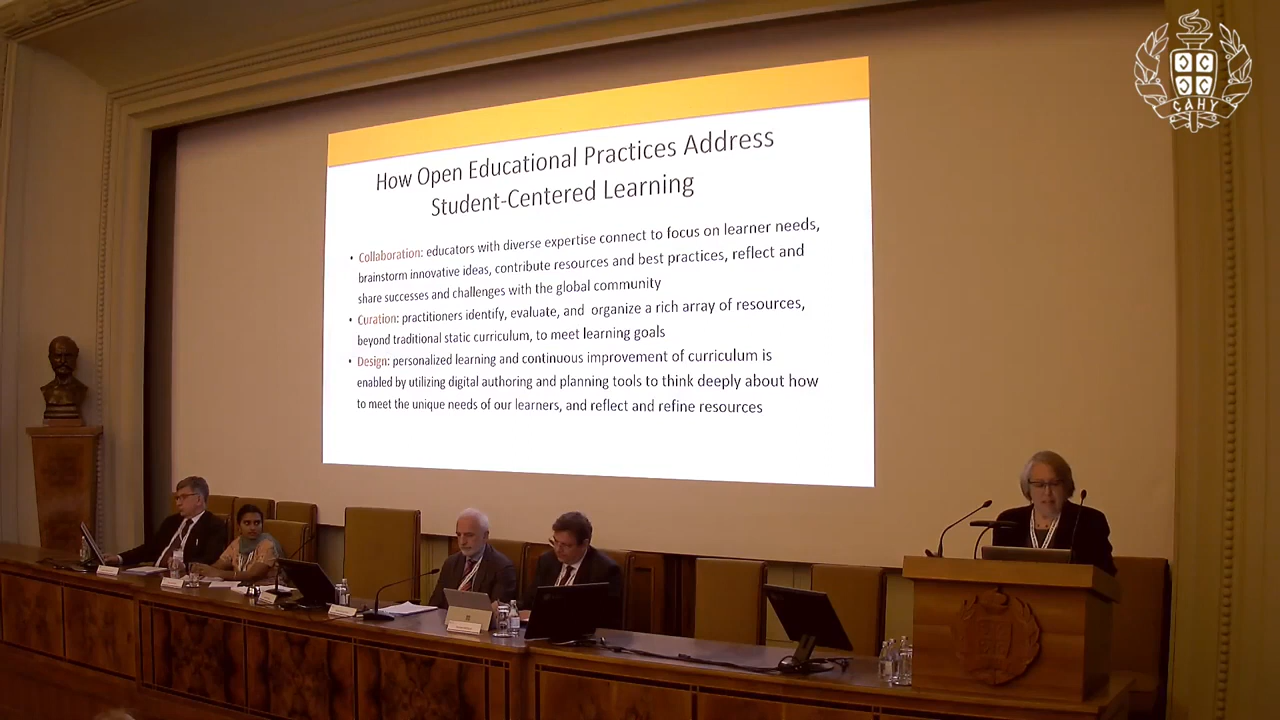 How Open Educational Practices Address
Student-Centered Learning
• Collaboration: educators with diverse expertise connect to focus on learner needs,
brainstorm innovative ideas, contribute resources and best practices, reflect and
share successes and challenges with the global community
• Curation: practitioners identify, evaluate, and organize a rich array of resources,
beyond traditional static curriculum, to meet learning goals
• Design: personalized learning and continuous improvement of curriculum is
enabled by utilizing digital authoring and planning tools to think deeply about how
to meet the unique needs of our learners, and reflect and refine resources
САНУ